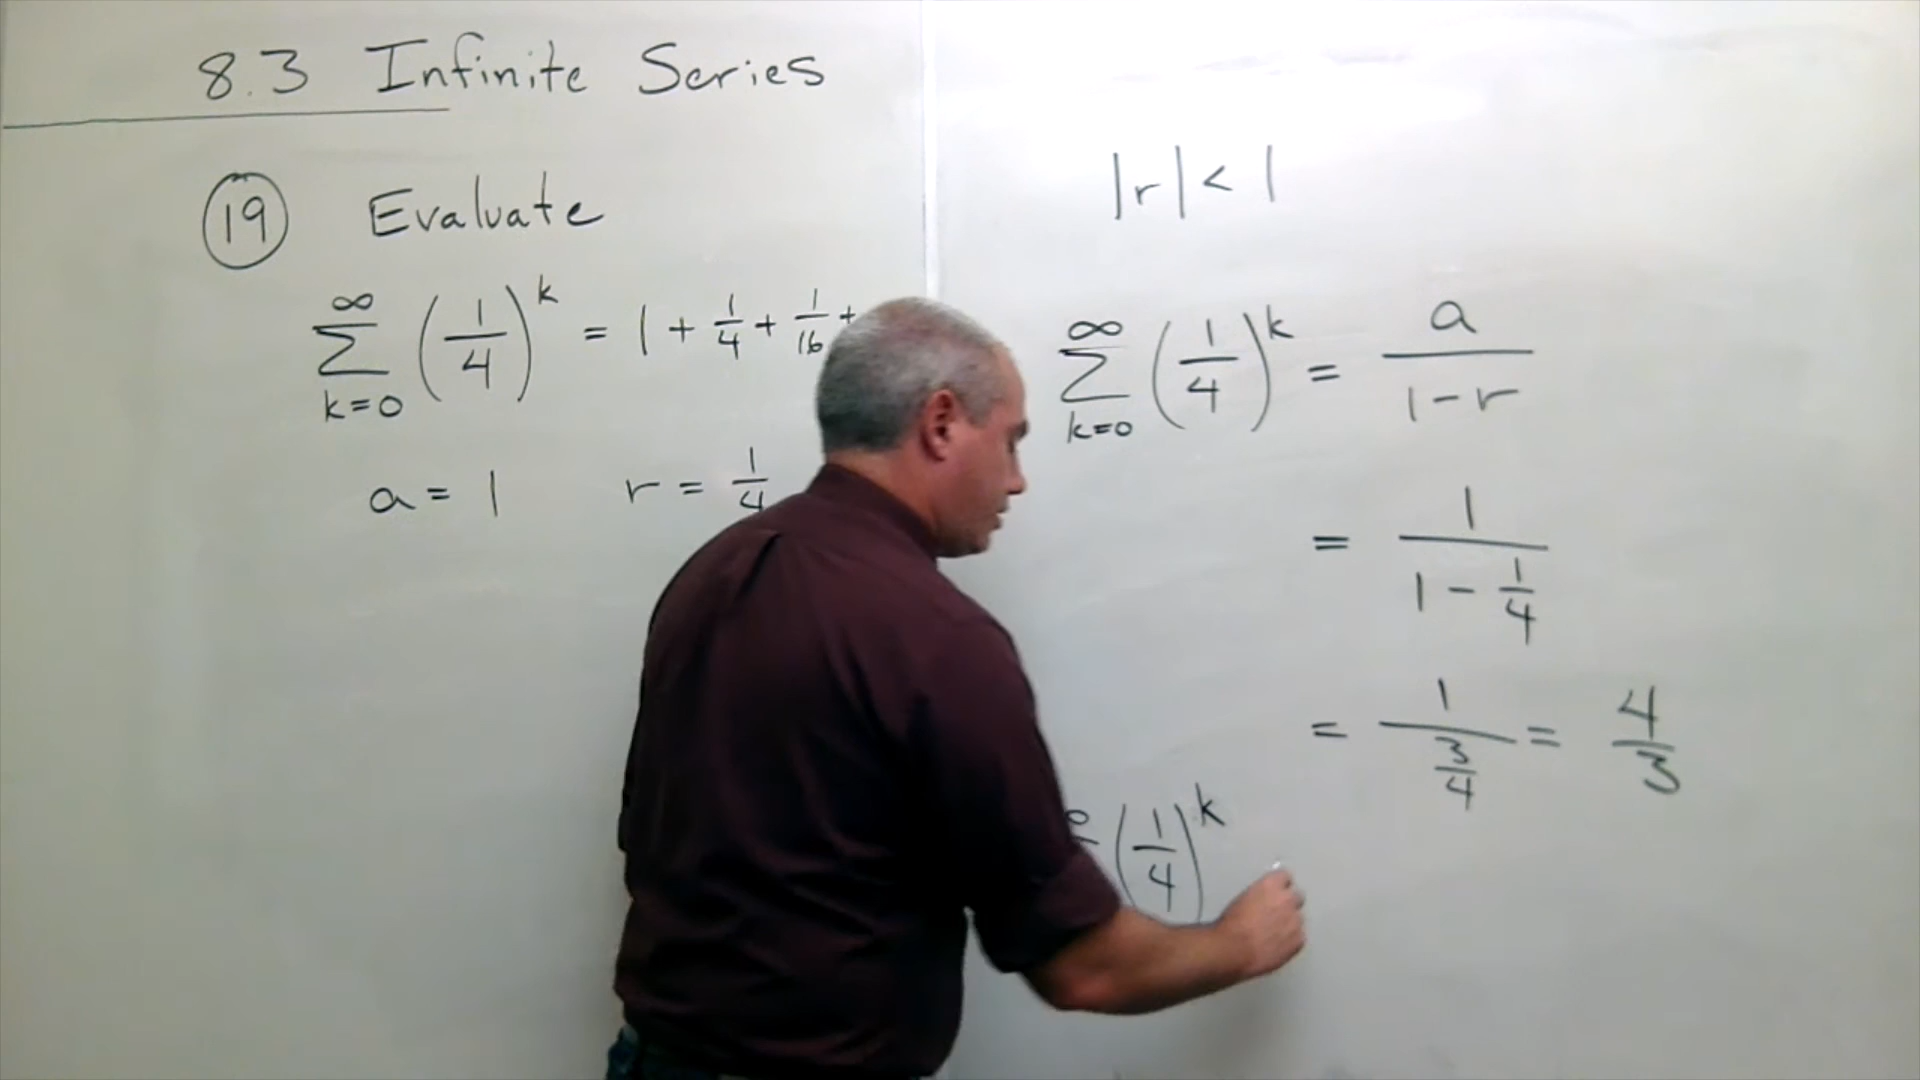 8.3 Infinite Series
19 Evaluate
∞
∑ (1/4)^k = 1 + 1/4 + 1/16 +
k=0
a = 1 r = 1/4
|r| < 1
∞
∑ (1/4)^k = a/(1-r)
k=0
= 1/(1 - 1/4)
= 1/(3/4) = 4/3
(1/4)^k